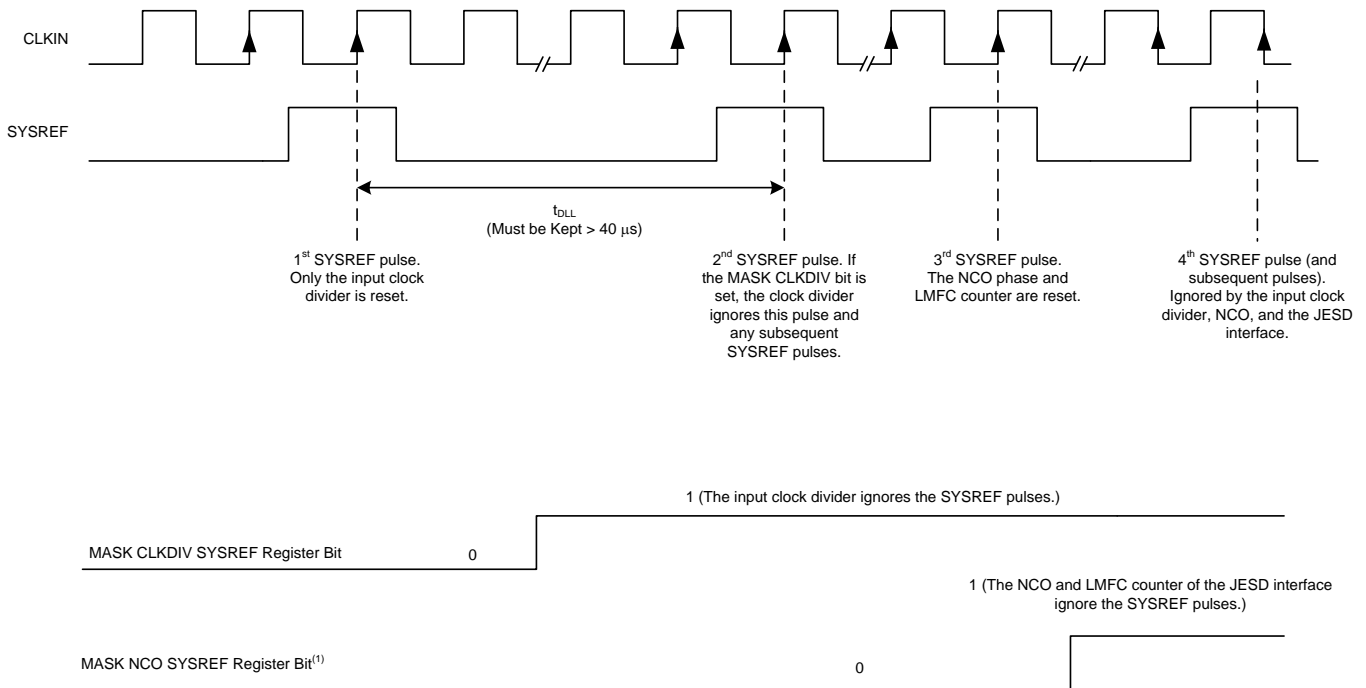 CLKIN
SYSREF
tDLL
(Must be Kept > 40 μs)
1st SYSREF pulse.
Only the input clock
divider is reset.
2nd SYSREF pulse. If
the MASK CLKDIV bit is
set, the clock divider
ignores this pulse and
any subsequent
SYSREF pulses.
3rd SYSREF pulse.
The NCO phase and
LMFC counter are reset.
4th SYSREF pulse (and
subsequent pulses).
Ignored by the input clock
divider, NCO, and the JESD
interface.
1 (The input clock divider ignores the SYSREF pulses.)
MASK CLKDIV SYSREF Register Bit
0
1 (The NCO and LMFC counter of the JESD interface
ignore the SYSREF pulses.)
MASK NCO SYSREF Register Bit(1)
0